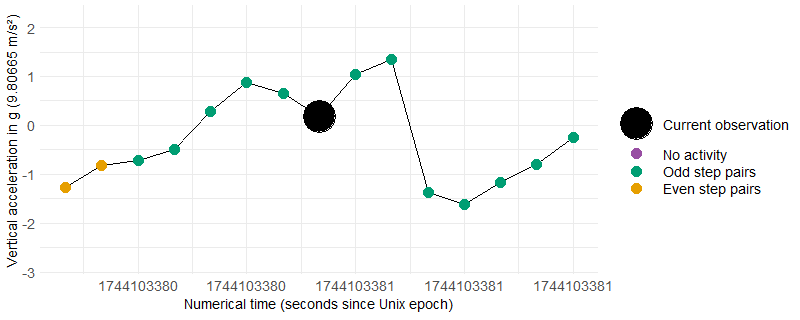 Vertical acceleration in g (9.80665 m/s²)
2
1
0
-1
-2
-3
1744103380 1744103380 1744103381 1744103381 1744103381
Numerical time (seconds since Unix epoch)
Current observation
No activity
Odd step pairs
Even step pairs